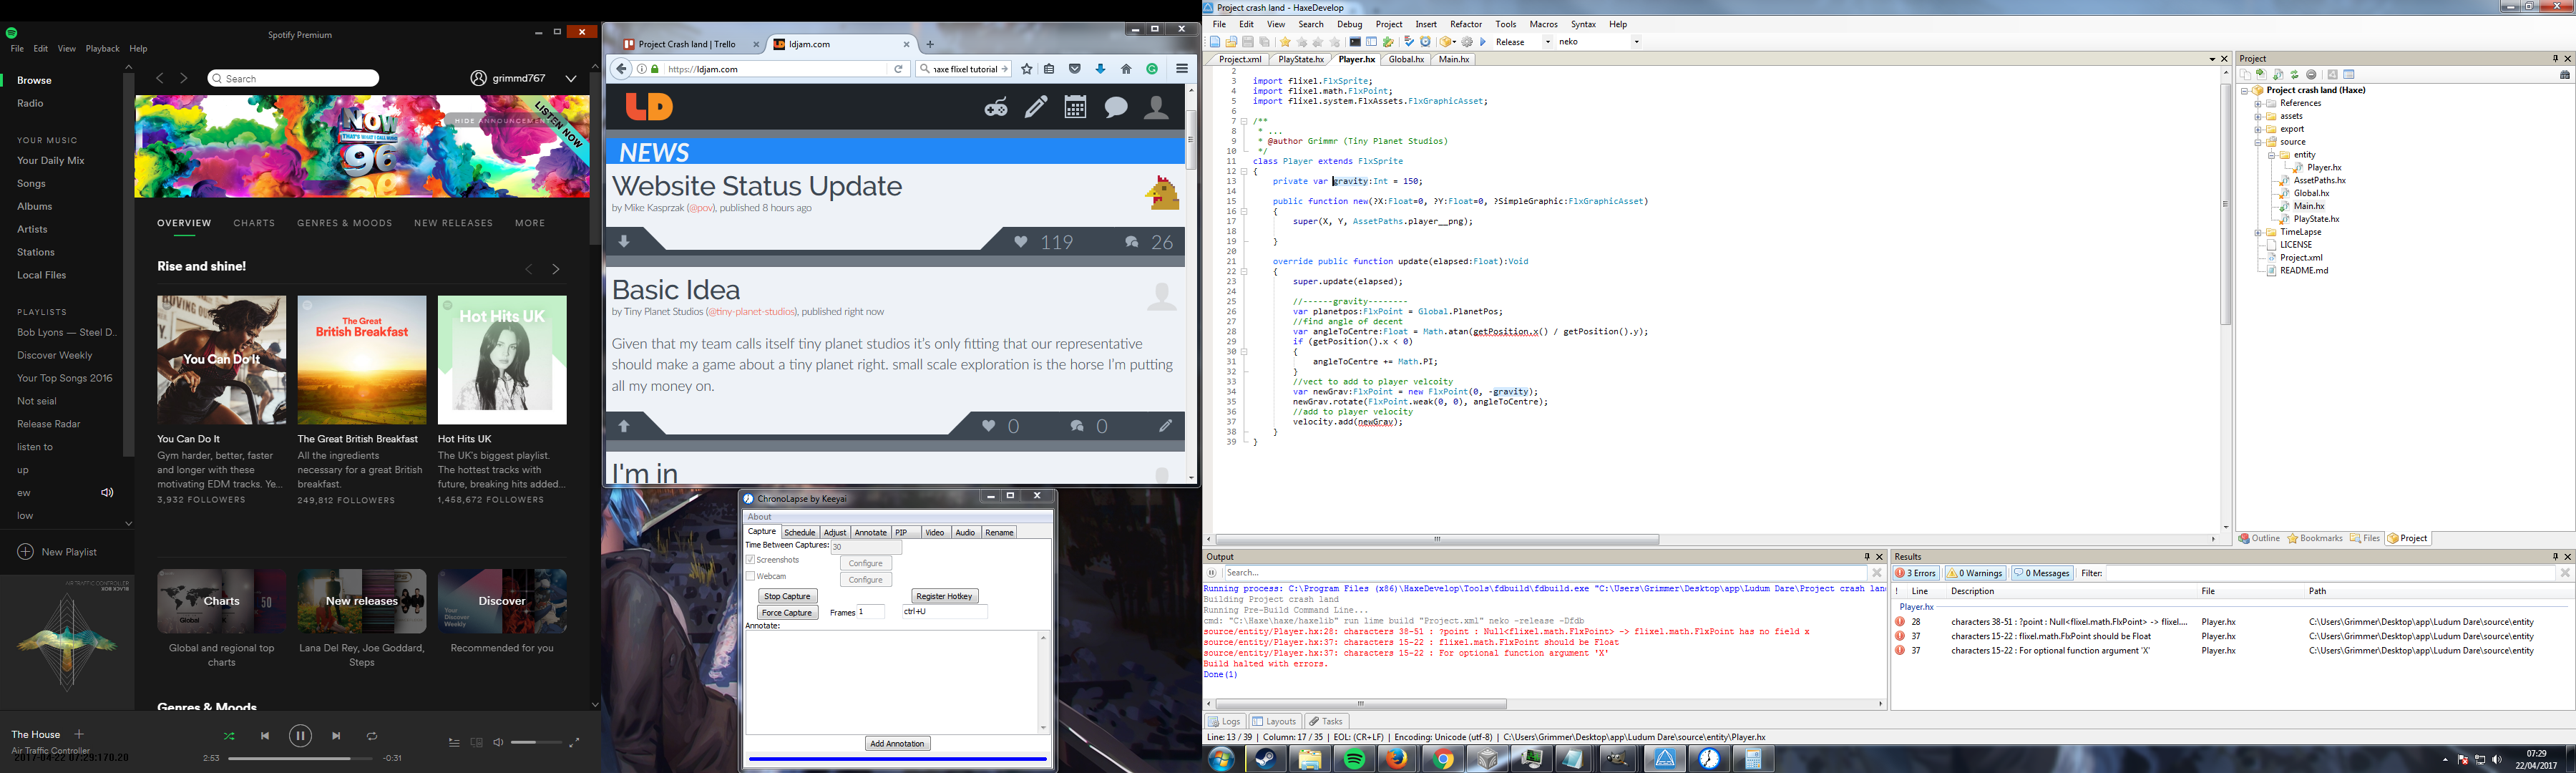 Spotify Premium
File Edit View Playback Help
Browse
Radio
YOUR MUSIC
Your Daily Mix
Songs
Albums
Artists
Stations
Local Files
PLAYLISTS
Bob Lyons — Steel D..
Discover Weekly
Your Top Songs 2016
Not seial
Release Radar
listen to
up
ew
low
New Playlist
Search
grimmd767
HIDE ANNOUNCEMENTS
LISTEN NOW
NOW
THAT'S WHAT I CALL MUSIC
96
OVERVIEW CHARTS GENRES & MOODS NEW RELEASES MORE
Rise and shine!
You Can Do It
The Great
British Breakfast
Hot Hits UK
You Can Do It
Gym harder, better, faster
and longer with these
motivating EDM tracks. Ye...
3,932 FOLLOWERS
The Great British Breakfast
All the ingredients
necessary for a great British
breakfast.
249,812 FOLLOWERS
Hot Hits UK
The UK's biggest playlist.
The hottest tracks with
future, breaking hits added...
1,458,672 FOLLOWERS
Charts
New releases
Discover
Global and regional top
charts
Lana Del Rey, Joe Goddard,
Steps
Recommended for you
Genres & Moods
AIR TRAFFIC CONTROLLER
BLACK BOX
The House
Air Traffic Controller
2017-04-22 07:29:170.20
2:53
-0:31
Project Crash land | Trello
ldjam.com
https://ldjam.com
haxe flixel tutorial
LD
NEWS
Website Status Update
by Mike Kasprzak (@pov), published 8 hours ago
119 26
Basic Idea
by Tiny Planet Studios (@tiny-planet-studios), published right now
Given that my team calls itself tiny planet studios it's only fitting that our representative
should make a game about a tiny planet right. small scale exploration is the horse I'm putting
all my money on.
0 0
I'm in
ChronoLapse by Keeyai
About
Capture Schedule Adjust Annotate PIP Video Audio Rename
Time Between Captures: 30
Screenshots Configure
Webcam Configure
Stop Capture Register Hotkey
Force Capture Frames 1 ctrl+U
Annotate:
Add Annotation
Project crash land - HaxeDevelop
File Edit View Search Debug Project Insert Refactor Tools Macros Syntax Help
Release neko
Project.xml PlayState.hx Player.hx Global.hx Main.hx
2
3 import flixel.FlxSprite;
4 import flixel.math.FlxPoint;
5 import flixel.system.FlxAssets.FlxGraphicAsset;
6
7 /**
8 * ...
9 * @author Grimmr (Tiny Planet Studios)
10 */
11 class Player extends FlxSprite
12 {
13 private var gravity:Int = 150;
14
15 public function new(?X:Float=0, ?Y:Float=0, ?SimpleGraphic:FlxGraphicAsset)
16 {
17 super(X, Y, AssetPaths.player__png);
18
19 }
20
21 override public function update(elapsed:Float):Void
22 {
23 super.update(elapsed);
24
25 //------gravity--------
26 var planetpos:FlxPoint = Global.PlanetPos;
27 //find angle of decent
28 var angleToCentre:Float = Math.atan(getPosition.x() / getPosition().y);
29 if (getPosition().x < 0)
30 {
31 angleToCentre += Math.PI;
32 }
33 //vect to add to player velcoity
34 var newGrav:FlxPoint = new FlxPoint(0, -gravity);
35 newGrav.rotate(FlxPoint.weak(0, 0), angleToCentre);
36 //add to player velocity
37 velocity.add(newGrav);
38 }
39 }
Project
Project crash land (Haxe)
References
assets
export
source
entity
Player.hx
AssetPaths.hx
Global.hx
Main.hx
PlayState.hx
TimeLapse
LICENSE
Project.xml
README.md
Outline Bookmarks Files Project
Output
Search...
Running process: C:\Program Files (x86)\HaxeDevelop\Tools\fdbuild\fdbuild.exe "C:\Users\Grimmer\Desktop\app\Ludum Dare\Project crash lan
Building Project crash land
Running Pre-Build Command Line...
cmd: "C:\Haxe\haxe/haxelib" run lime build "Project.xml" neko -release -Dfdb
source/entity/Player.hx:28: characters 38-51 : ?point : Null<flixel.math.FlxPoint> -> flixel.math.FlxPoint has no field x
source/entity/Player.hx:37: characters 15-22 : flixel.math.FlxPoint should be Float
source/entity/Player.hx:37: characters 15-22 : For optional function argument 'X'
Build halted with errors.
Done(1)
Logs Layouts Tasks
Results
3 Errors 0 Warnings 0 Messages Filter:
! Line Description File Path
Player.hx
28 characters 38-51 : ?point : Null<flixel.math.FlxPoint> -> flixel.... Player.hx C:\Users\Grimmer\Desktop\app\Ludum Dare\source\entity
37 characters 15-22 : flixel.math.FlxPoint should be Float Player.hx C:\Users\Grimmer\Desktop\app\Ludum Dare\source\entity
37 characters 15-22 : For optional function argument 'X' Player.hx C:\Users\Grimmer\Desktop\app\Ludum Dare\source\entity
Line: 13 / 39 | Column: 17 / 35 | EOL: (CR+LF) | Encoding: Unicode (utf-8) | C:\Users\Grimmer\Desktop\app\Ludum Dare\source\entity\Player.hx
07:29
22/04/2017